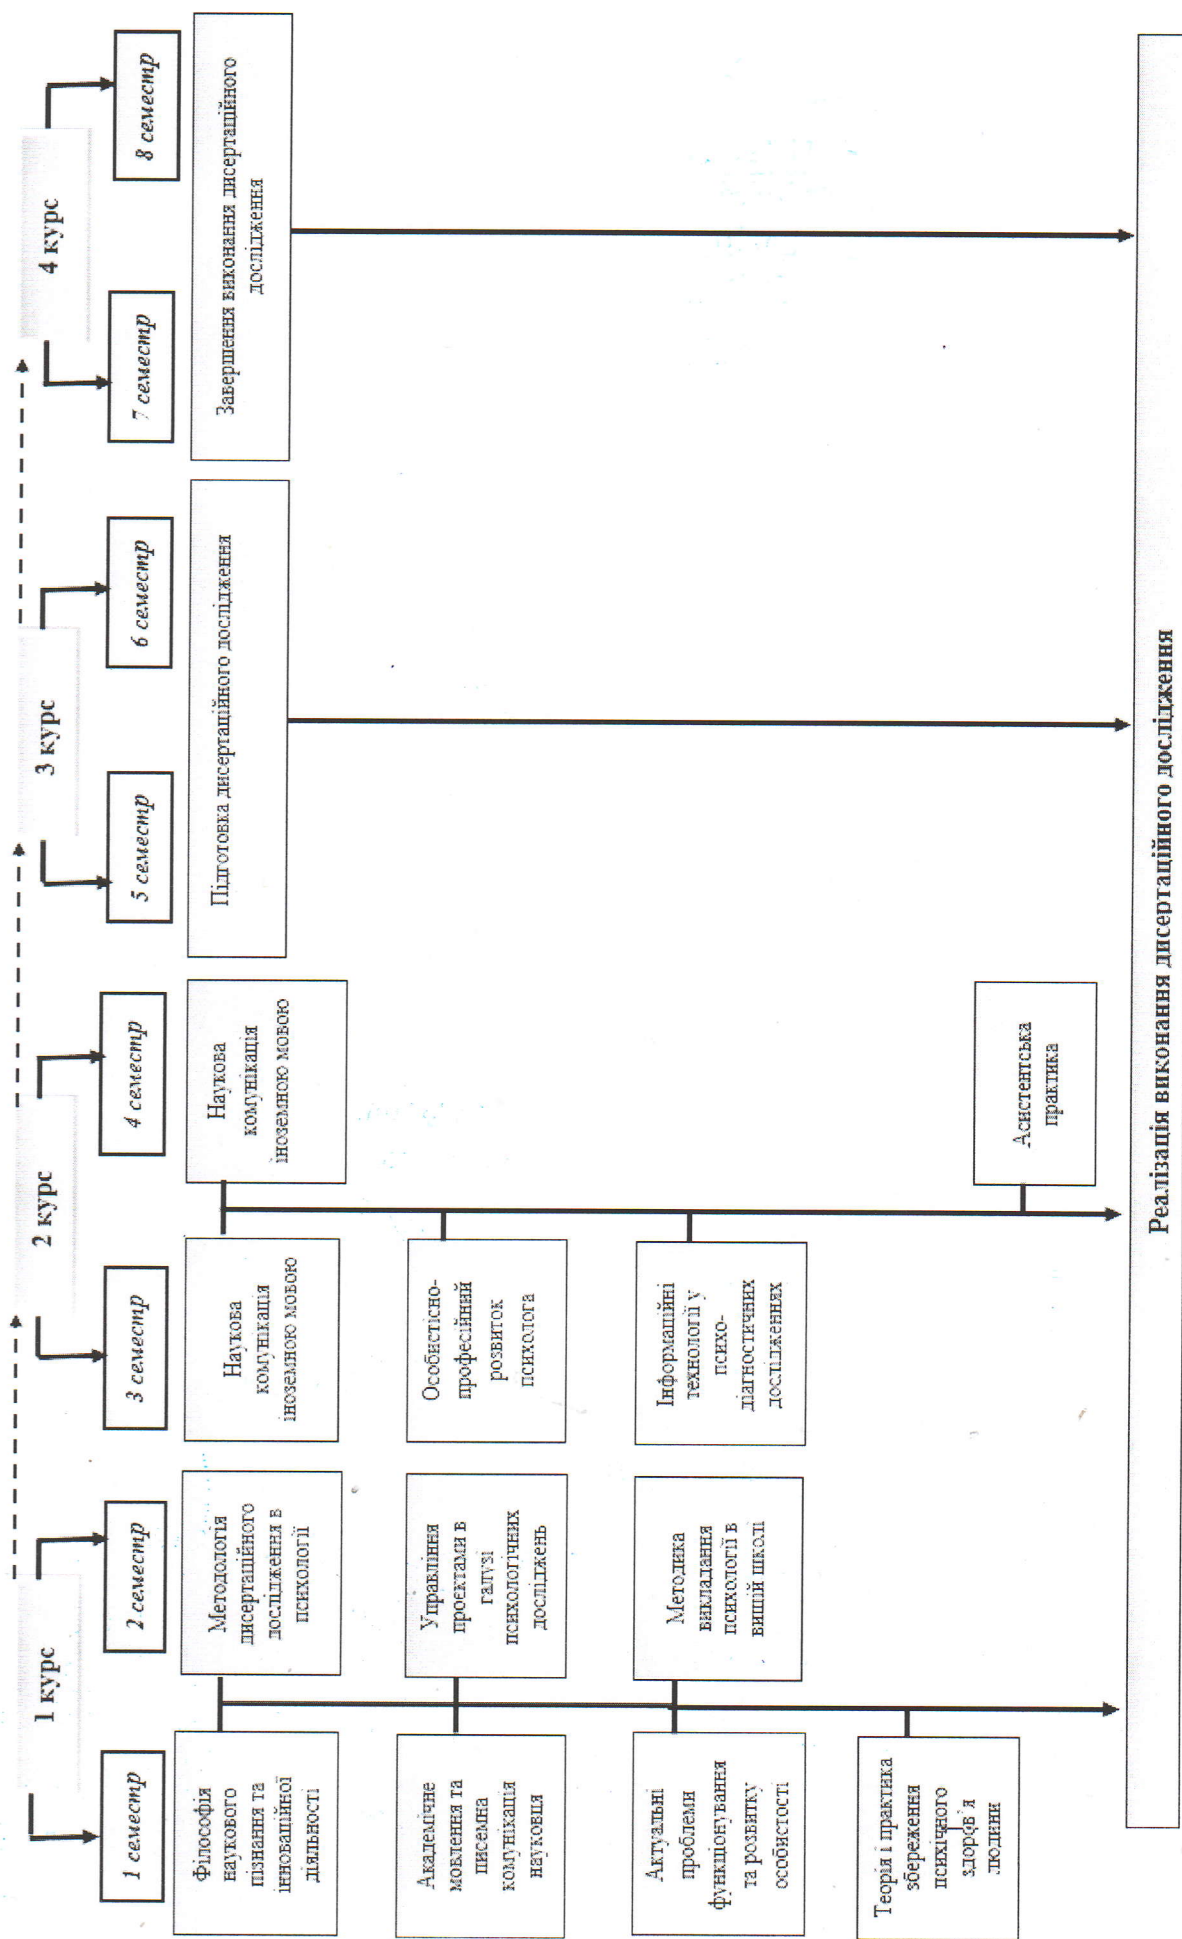 1 курс
2 курс
3 курс
4 курс
1 семестр
2 семестр
3 семестр
4 семестр
5 семестр
6 семестр
7 семестр
8 семестр
Філософія
наукового
пізнання та
інноваційної
діяльності
Методологія
дисертаційного
дослідження в
психології
Наукова
комунікація
іноземною мовою
Наукова
комунікація
іноземною мовою
Підготовка дисертаційного дослідження
Завершення виконання дисертаційного
дослідження
Академічне
мовлення та
писемна
комунікація
науковця
Управління
проєктами в
галузі
психологічних
досліджень
Особистісно-
професійний
розвиток
психолога
Актуальні
проблеми
функціонування
та розвитку
особистості
Методика
викладання
психології в
вищій школі
Інформаційні
технології у
психо-
діагностичних
дослідженнях
Теорія і практика
збереження
психічного
здоров'я
людини
Асистентська
практика
Реалізація виконання дисертаційного дослідження